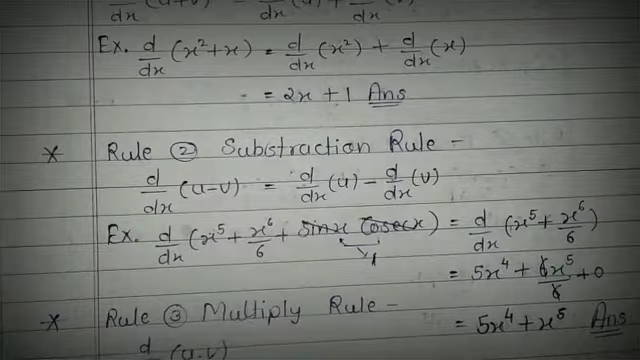 d/dx (u+v) = d/dx (u) + d/dx (v)
Ex. d/dx (x²+x) = d/dx (x²) + d/dx (x)
= 2x + 1 Ans
* Rule ② Substraction Rule -
d/dx (u-v) = d/dx (u) - d/dx (v)
Ex. d/dx (x⁵ + x⁶/6 + sinx cosecx) = d/dx (x⁵ + x⁶/6)
1
= 5x⁴ + 6x⁵/6 + 0
= 5x⁴ + x⁵ Ans
* Rule ③ Multiply Rule -
d (u.v)